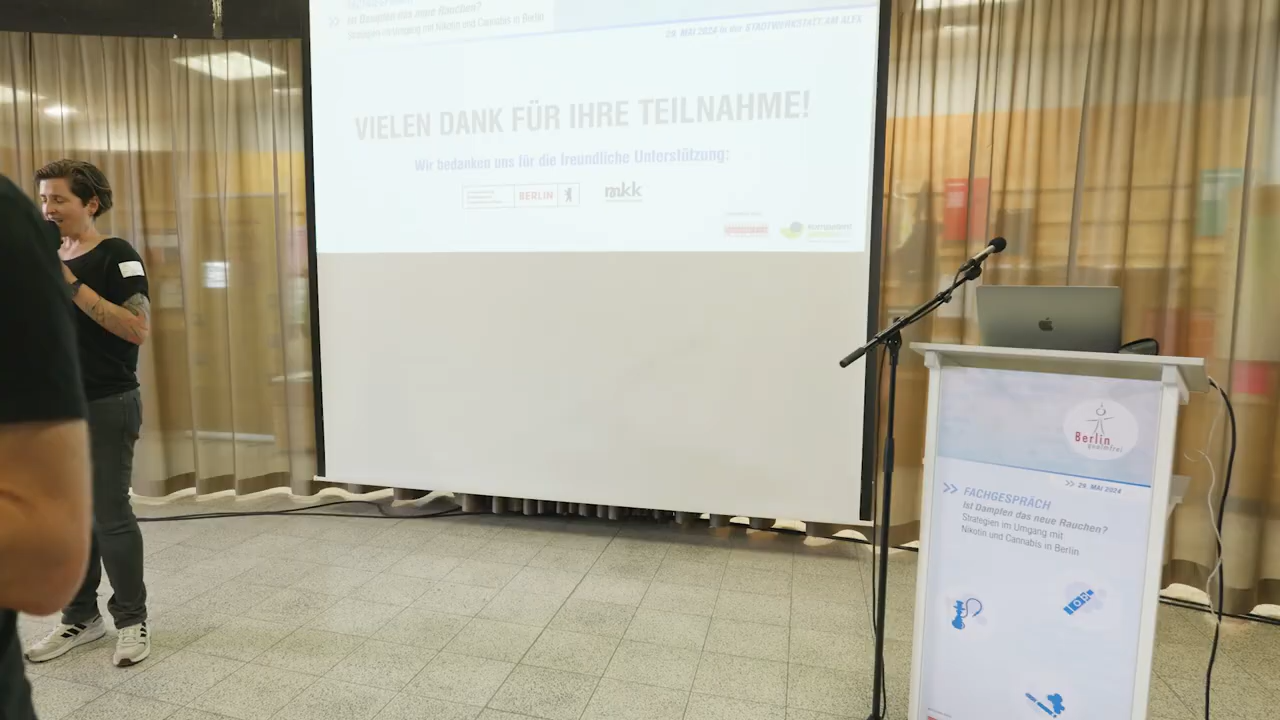 FACHGESPRÄCH
Ist Dampfen das neue Rauchen?
Strategien im Umgang mit Nikotin und Cannabis in Berlin
29. MAI 2024 in der STADTWERKSTATT AM ALEX
VIELEN DANK FÜR IHRE TEILNAHME!
Wir bedanken uns für die freundliche Unterstützung:
BERLIN
mkk
Berlin
qualmfrei
29. MAI 2024
FACHGESPRÄCH
Ist Dampfen das neue Rauchen?
Strategien im Umgang mit
Nikotin und Cannabis in Berlin